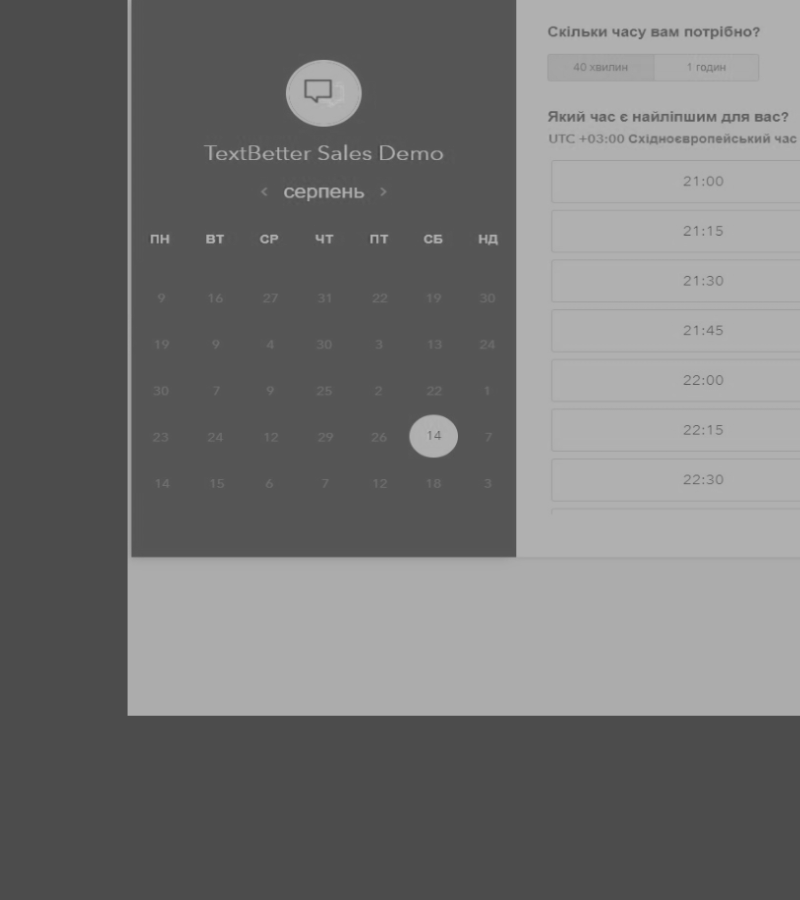 TextBetter Sales Demo
< серпень >
ПН ВТ СР ЧТ ПТ СБ НД
9 16 27 31 22 19 30
19 9 4 30 3 13 24
30 7 9 25 2 22 1
23 24 12 29 26 14 7
14 15 6 7 12 18 3
Скільки часу вам потрібно?
40 хвилин 1 годин
Який час є найліпшим для вас?
UTC +03:00 Східноєвропейський час
21:00
21:15
21:30
21:45
22:00
22:15
22:30